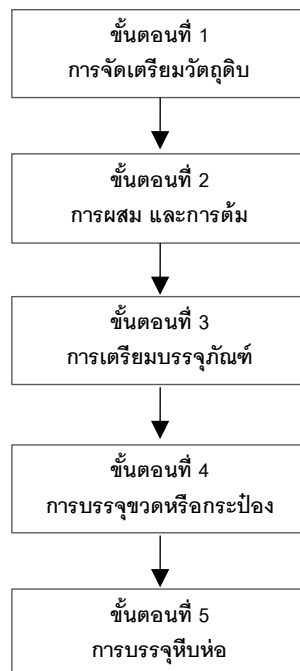 ขั้นตอนที่ 1
การจัดเตรียมวัตถุดิบ
ขั้นตอนที่ 2
การผสม และการต้ม
ขั้นตอนที่ 3
การเตรียมบรรจุภัณฑ์
ขั้นตอนที่ 4
การบรรจุขวดหรือกระป๋อง
ขั้นตอนที่ 5
การบรรจุหีบห่อ